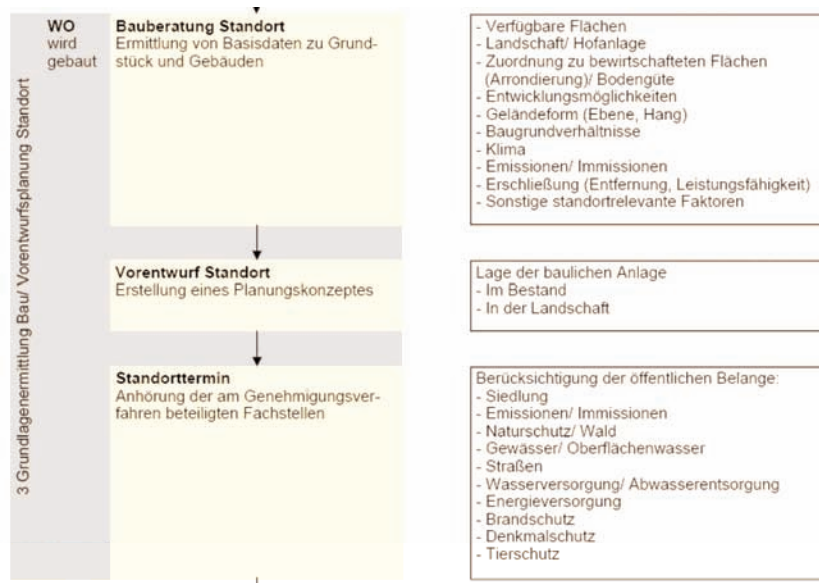 3 Grundlagenermittlung Bau/ Vorentwurfsplanung Standort
WO
wird
gebaut
Bauberatung Standort
Ermittlung von Basisdaten zu Grund-
stück und Gebäuden
- Verfügbare Flächen
- Landschaft/ Hofanlage
- Zuordnung zu bewirtschafteten Flächen
(Arrondierung)/ Bodengüte
- Entwicklungsmöglichkeiten
- Geländeform (Ebene, Hang)
- Baugrundverhältnisse
- Klima
- Emissionen/ Immissionen
- Erschließung (Entfernung, Leistungsfähigkeit)
- Sonstige standortrelevante Faktoren
Vorentwurf Standort
Erstellung eines Planungskonzeptes
Lage der baulichen Anlage
- Im Bestand
- In der Landschaft
Standorttermin
Anhörung der am Genehmigungsver-
fahren beteiligten Fachstellen
Berücksichtigung der öffentlichen Belange:
- Siedlung
- Emissionen/ Immissionen
- Naturschutz/ Wald
- Gewässer/ Oberflächenwasser
- Straßen
- Wasserversorgung/ Abwasserentsorgung
- Energieversorgung
- Brandschutz
- Denkmalschutz
- Tierschutz